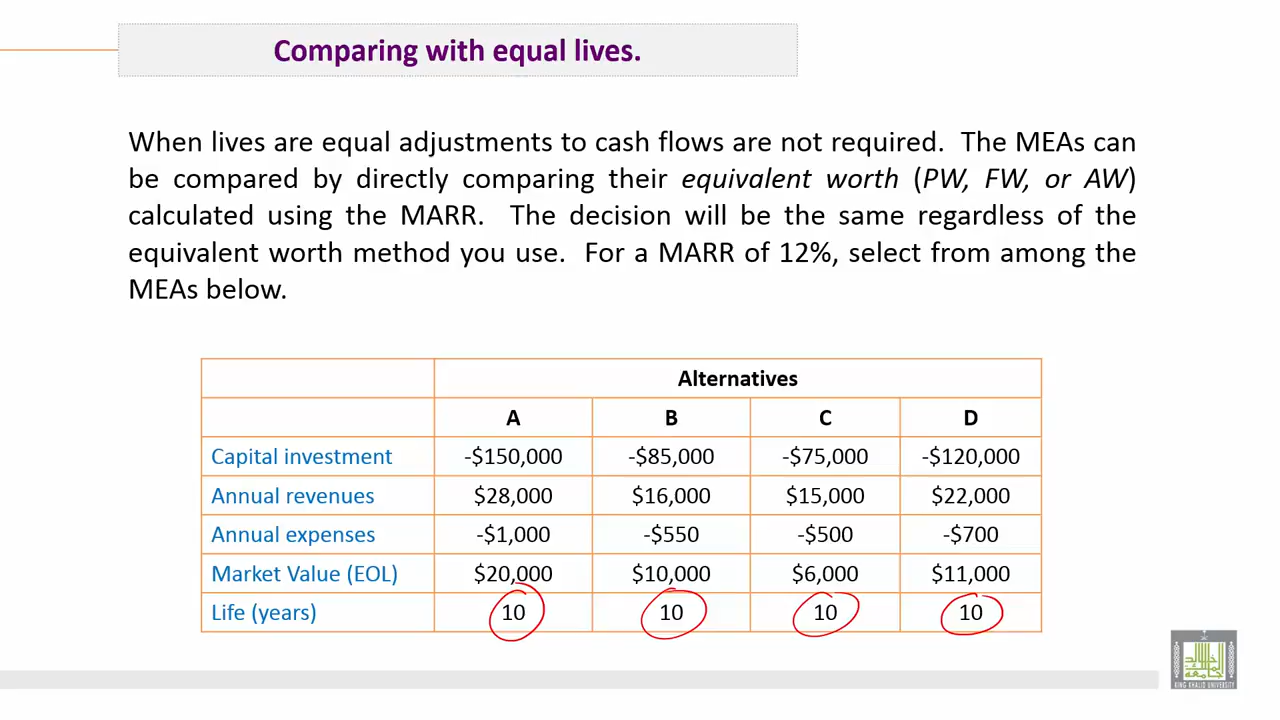 Comparing with equal lives.
When lives are equal adjustments to cash flows are not required. The MEAs can
be compared by directly comparing their equivalent worth (PW, FW, or AW)
calculated using the MARR. The decision will be the same regardless of the
equivalent worth method you use. For a MARR of 12%, select from among the
MEAs below.
Alternatives
A B C D
Capital investment -$150,000 -$85,000 -$75,000 -$120,000
Annual revenues $28,000 $16,000 $15,000 $22,000
Annual expenses -$1,000 -$550 -$500 -$700
Market Value (EOL) $20,000 $10,000 $6,000 $11,000
Life (years) 10 10 10 10
KING KHALID UNIVERSITY